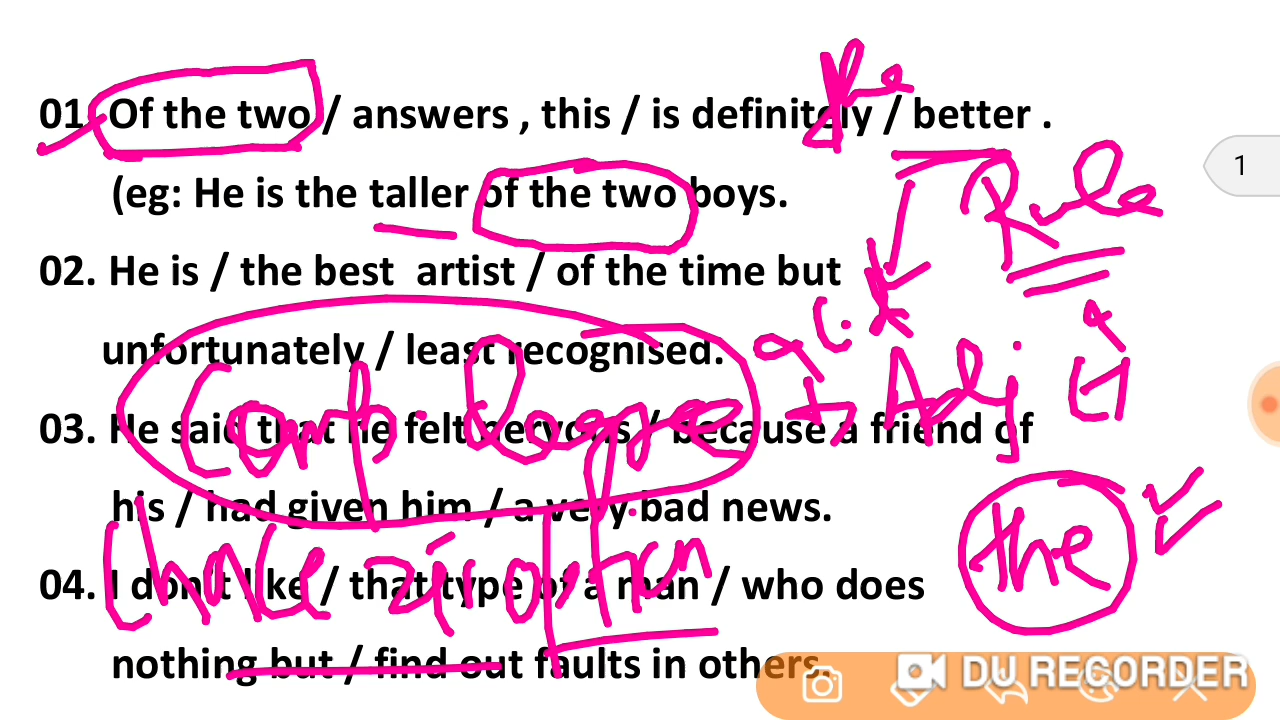 01. Of the two / answers , this / is definitely / better .
the
(eg: He is the taller of the two boys.
Rule
02. He is / the best artist / of the time but
unfortunately / least recognised.
Adj
03. He said that he felt nervous / because a friend of
his / had given him / a very bad news.
the
04. I don't like / that type of a man / who does
nothing but / find out faults in others.
1
DU RECORDER